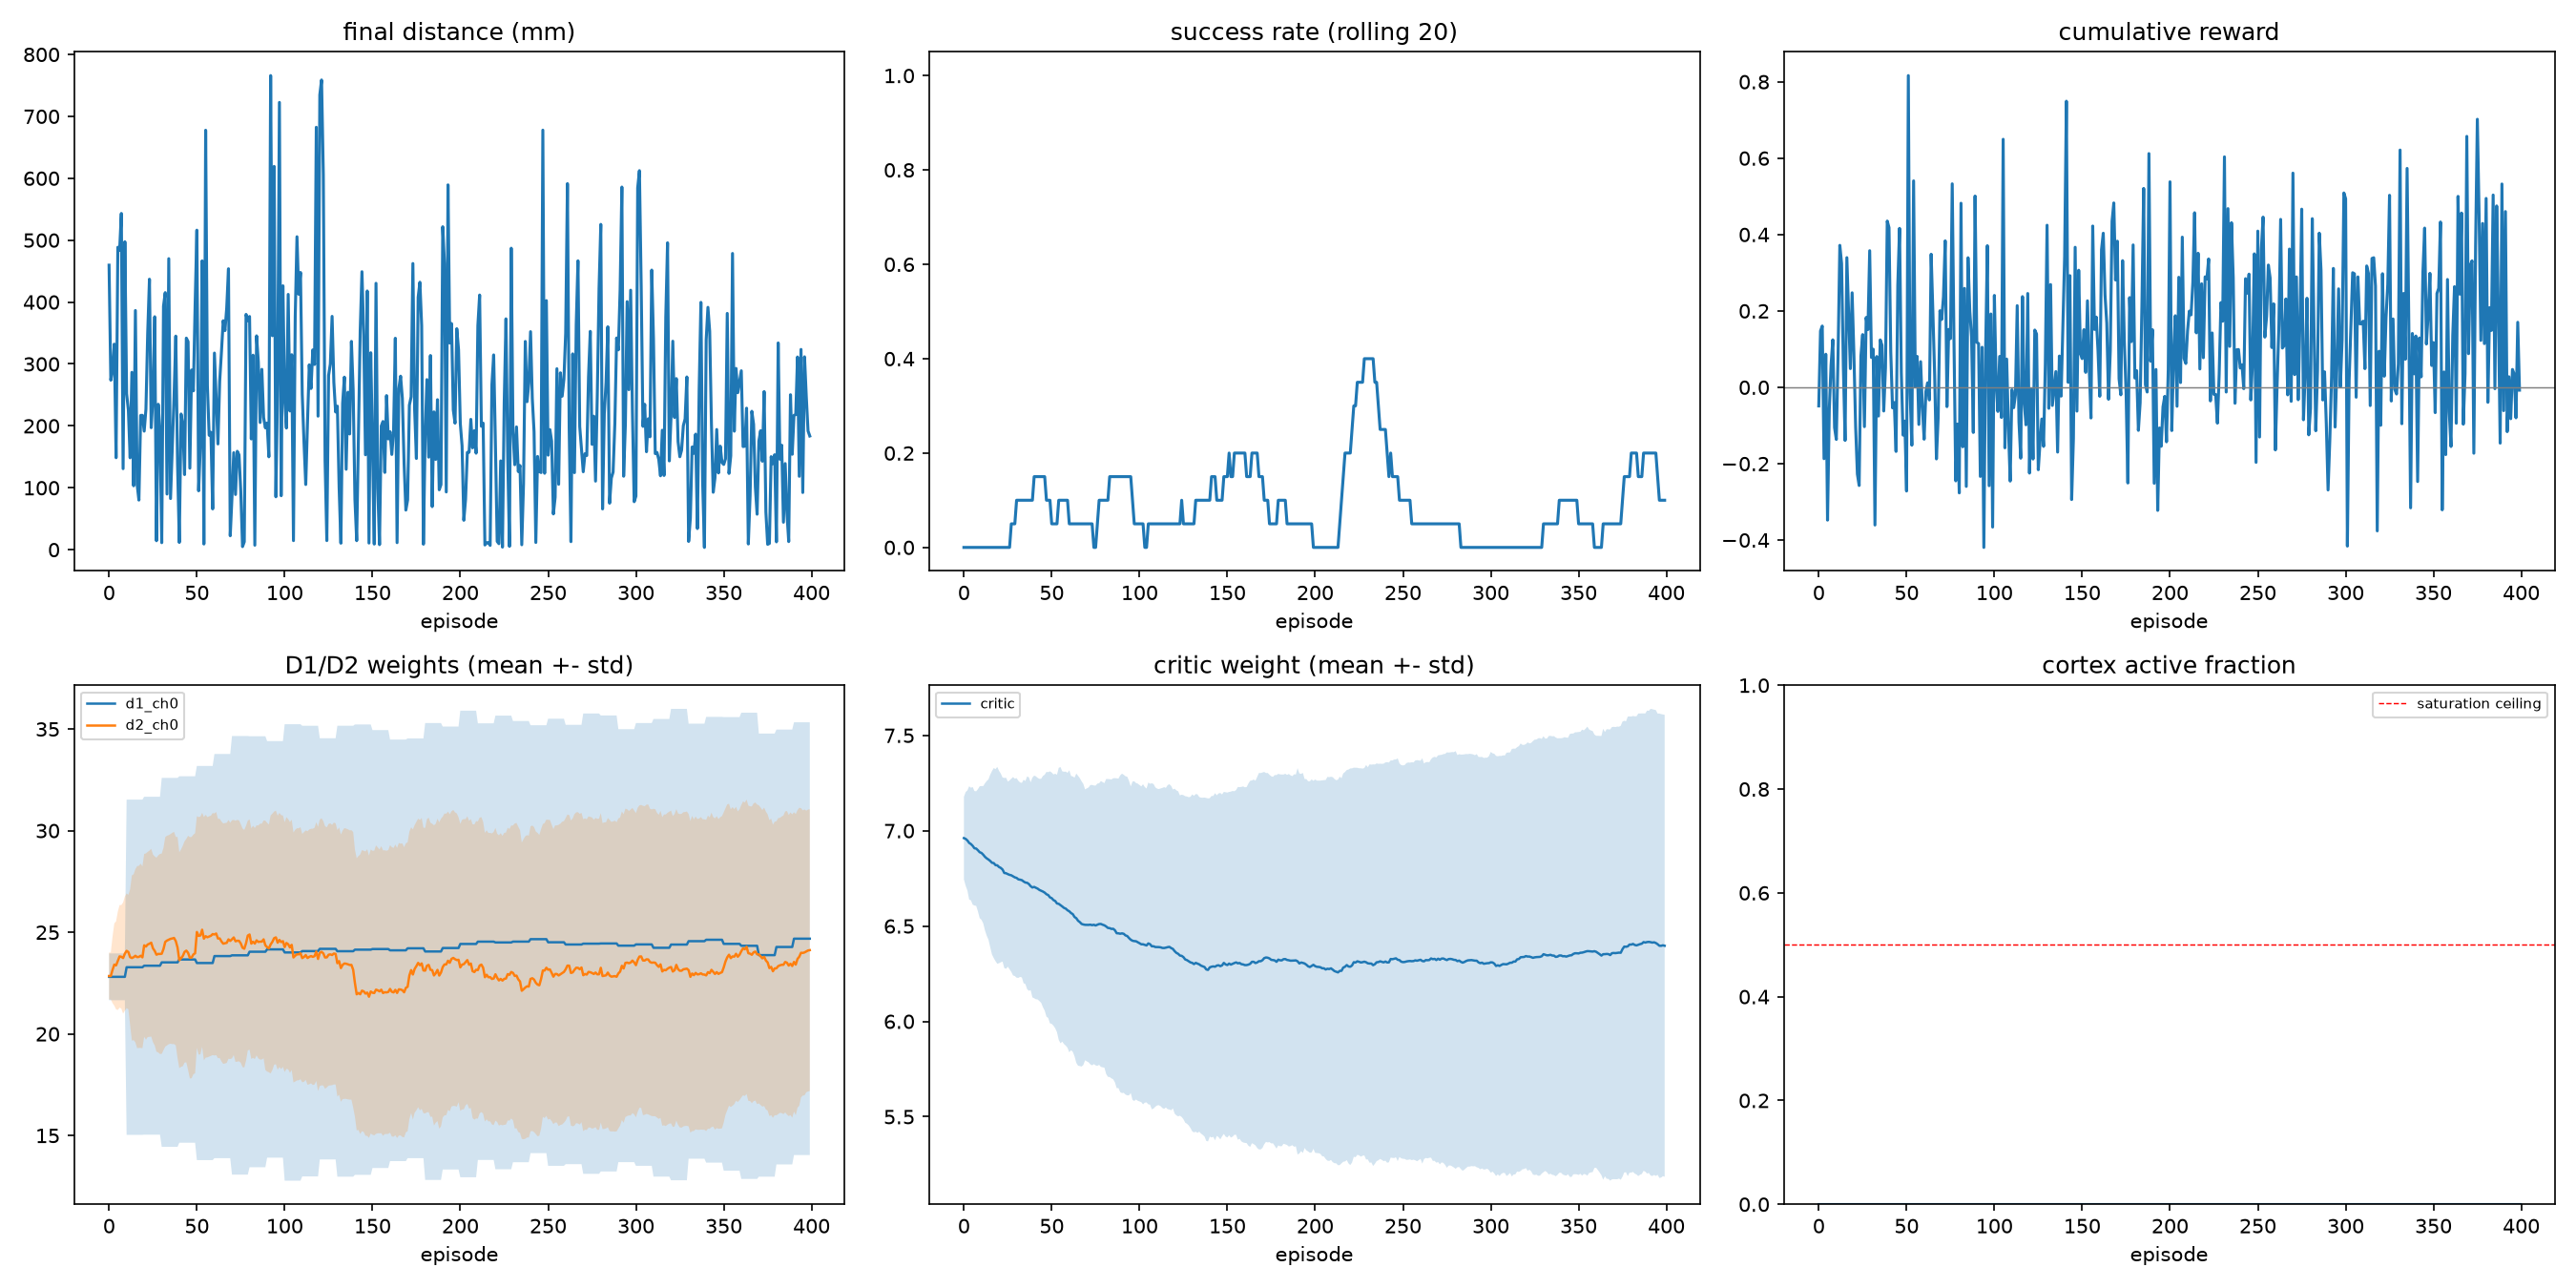 final distance (mm)
800
700
600
500
400
300
200
100
0
0 50 100 150 200 250 300 350 400
episode
success rate (rolling 20)
1.0
0.8
0.6
0.4
0.2
0.0
0 50 100 150 200 250 300 350 400
episode
cumulative reward
0.8
0.6
0.4
0.2
0.0
−0.2
−0.4
0 50 100 150 200 250 300 350 400
episode
D1/D2 weights (mean +- std)
d1_ch0
d2_ch0
35
30
25
20
15
0 50 100 150 200 250 300 350 400
episode
critic weight (mean +- std)
critic
7.5
7.0
6.5
6.0
5.5
0 50 100 150 200 250 300 350 400
episode
cortex active fraction
saturation ceiling
1.0
0.8
0.6
0.4
0.2
0.0
0 50 100 150 200 250 300 350 400
episode